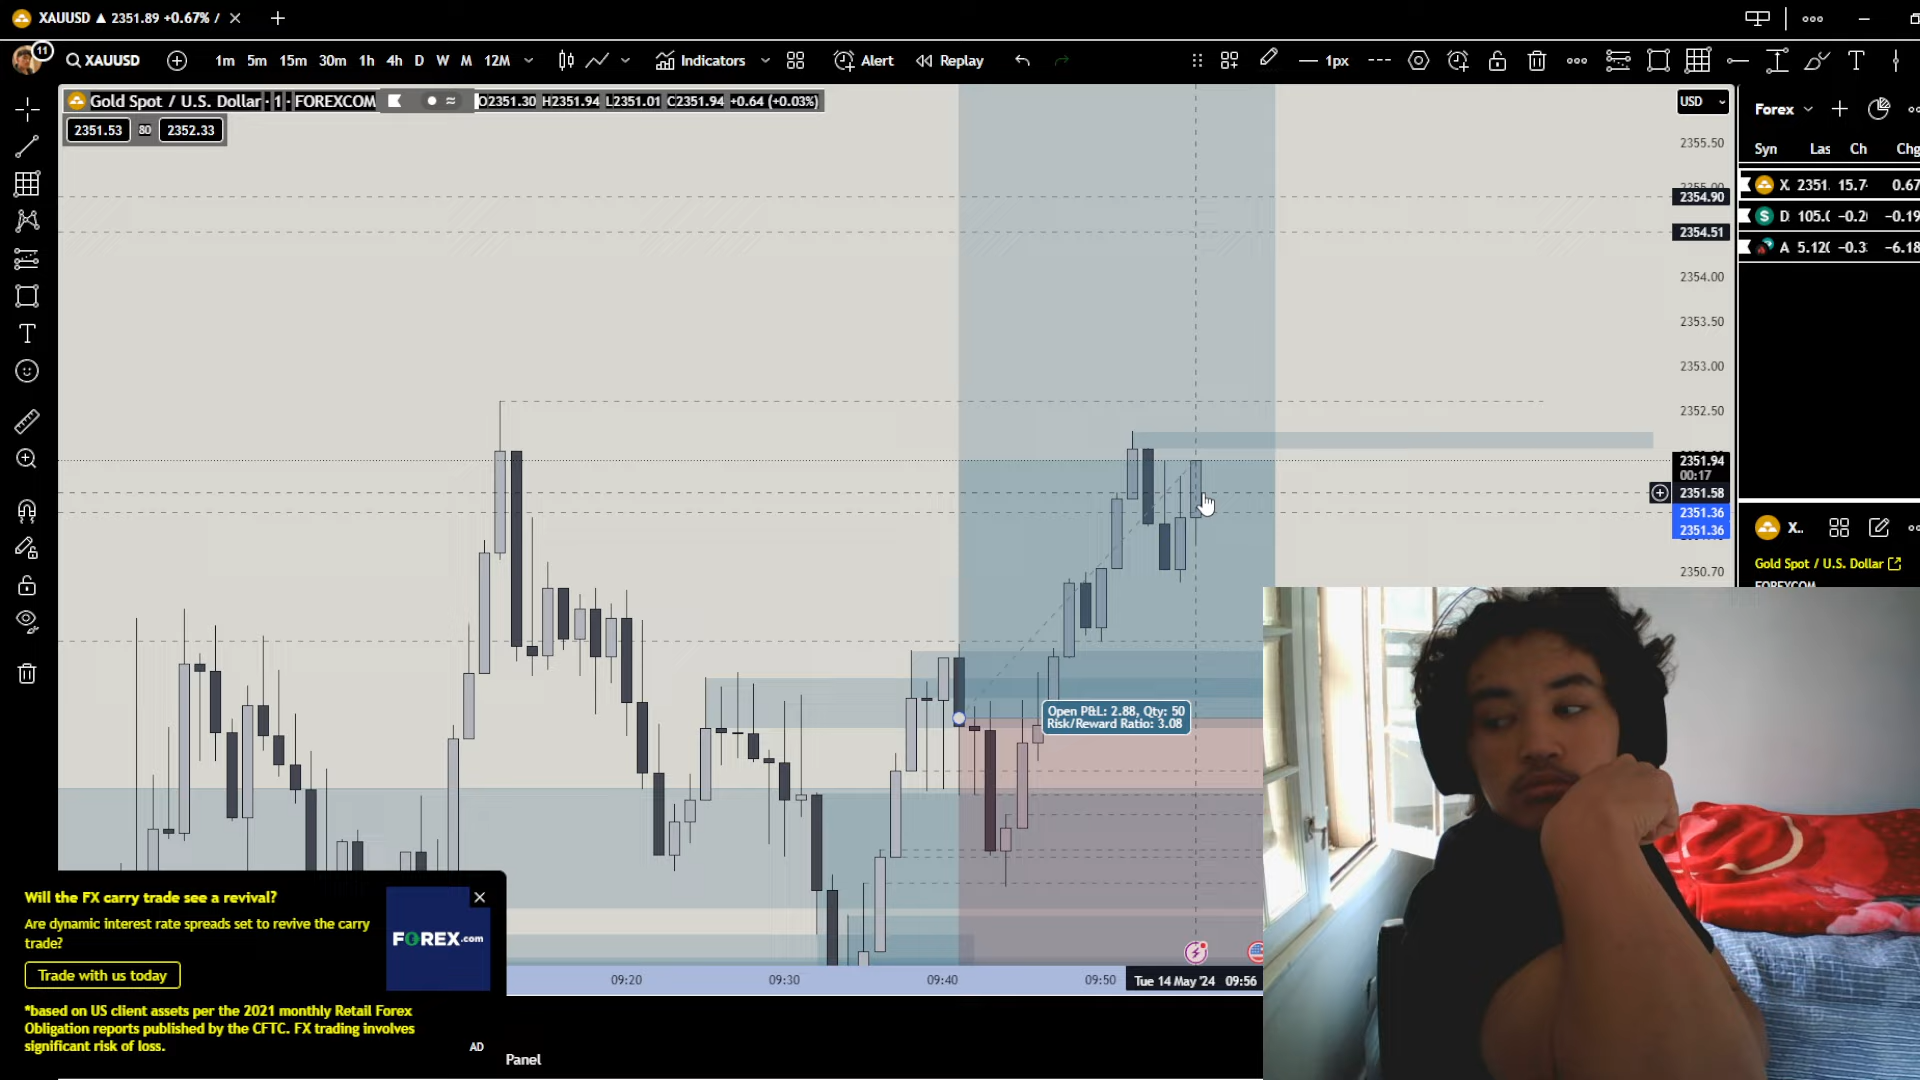 XAUUSD ▲ 2351.89 +0.67% /
11
XAUUSD
1m 5m 15m 30m 1h 4h D W M 12M
Indicators
Alert
Replay
1px
Gold Spot / U.S. Dollar · 1 · FOREXCOM
O2351.30 H2351.94 L2351.01 C2351.94 +0.64 (+0.03%)
2351.53 80 2352.33
USD
2355.50
2354.90
2354.51
2354.00
2353.50
2353.00
2352.50
2351.94
00:17
2351.58
2351.36
2351.36
2350.70
Forex
Syn Las Ch Chg
X 2351. 15.7 0.67
D 105.( −0.2 −0.19
A 5.12( −0.3 −6.18
X..
Gold Spot / U.S. Dollar
FOREXCOM
Open P&L: 2.88, Qty: 50
Risk/Reward Ratio: 3.08
Will the FX carry trade see a revival?
Are dynamic interest rate spreads set to revive the carry
trade?
Trade with us today
FOREX.com
*based on US client assets per the 2021 monthly Retail Forex
Obligation reports published by the CFTC. FX trading involves
significant risk of loss.
AD
09:20 09:30 09:40 09:50 Tue 14 May '24 09:56
Panel